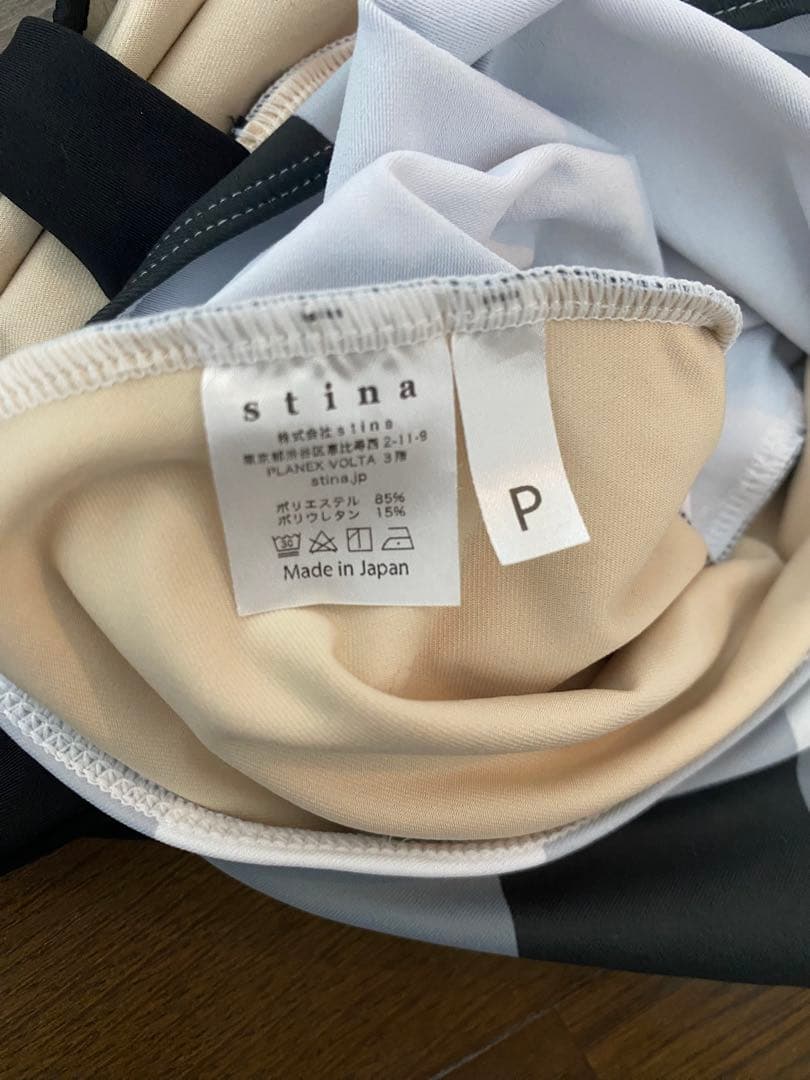 stina
株式会社stina
東京都渋谷区恵比寿西2-11-9
PLANEX VOLTA 3階
stina.jp
ポリエステル 85%
ポリウレタン 15%
30
Made in Japan
P